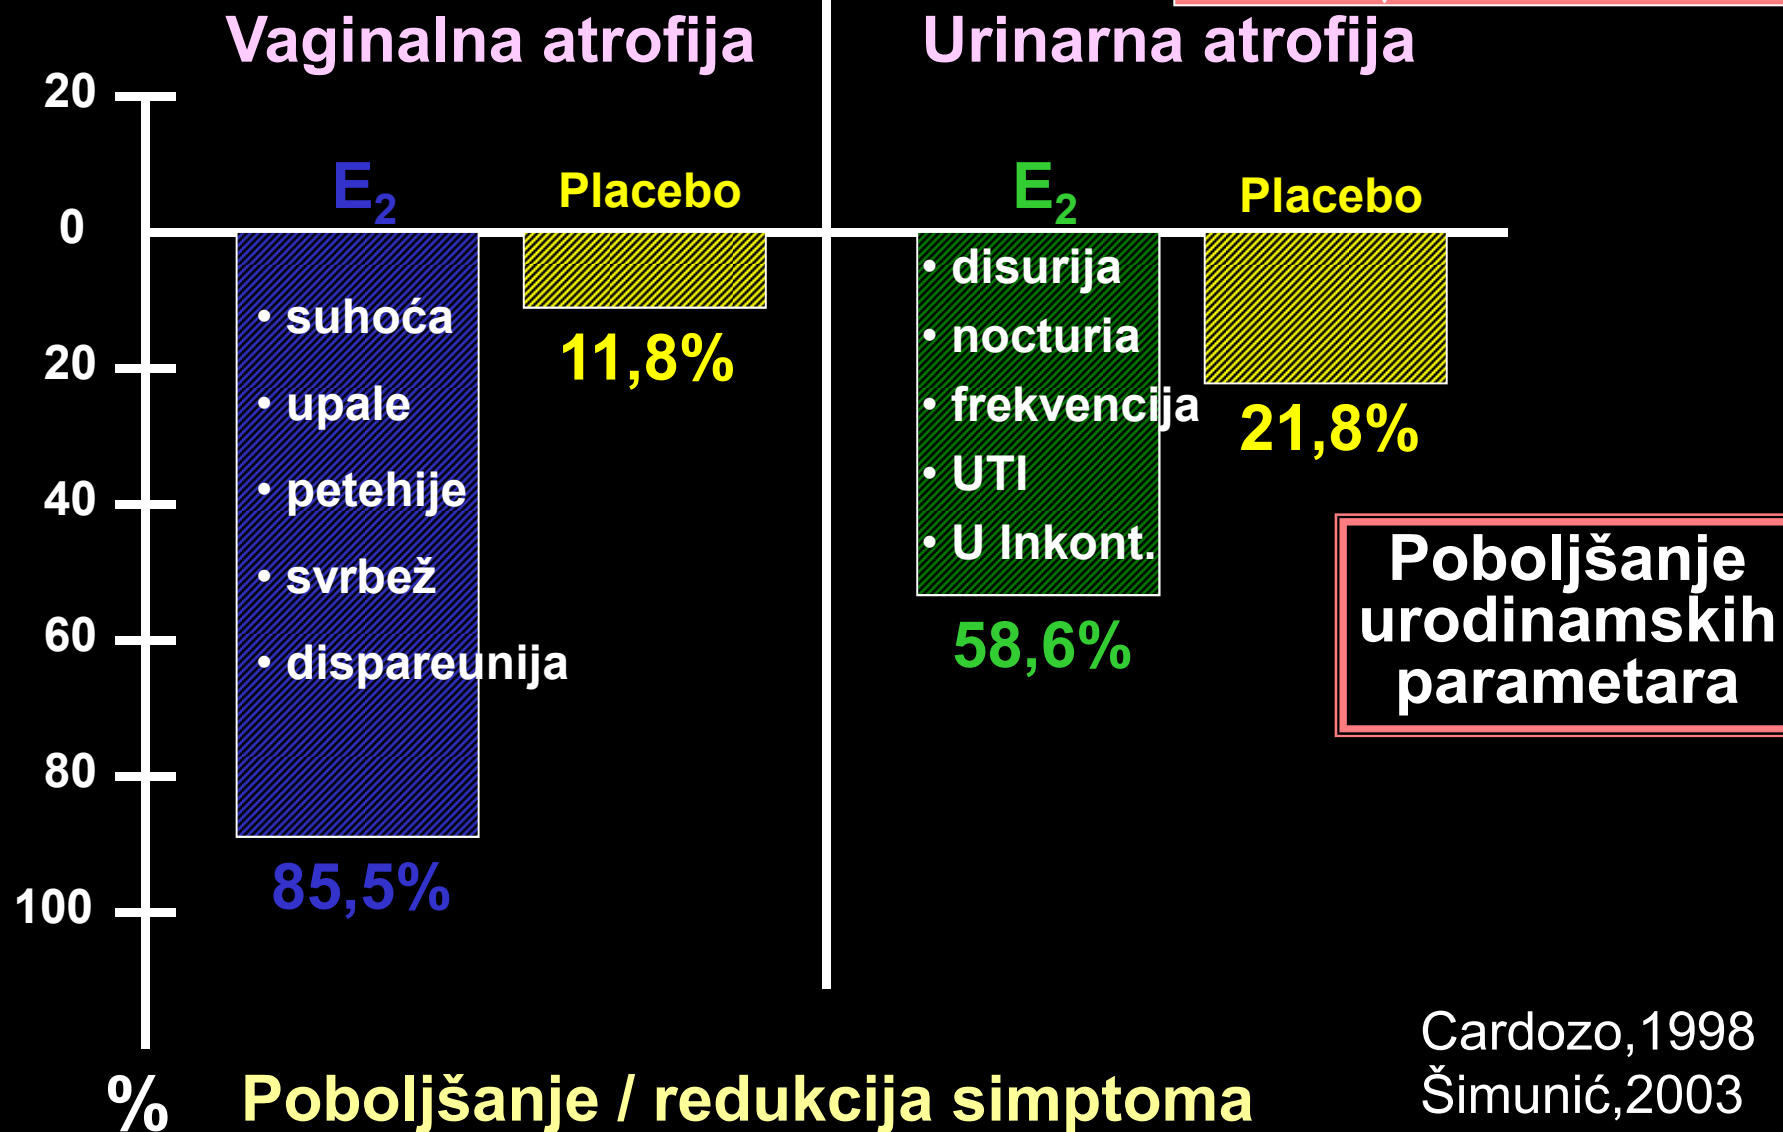 Vaginalna atrofija
Urinarna atrofija
20
0
20
40
60
80
100
%
E₂
Placebo
• suhoća
• upale
• petehije
• svrbež
• dispareunija
11,8%
85,5%
E₂
Placebo
• disurija
• nocturia
• frekvencija
• UTI
• U Inkont.
21,8%
58,6%
Poboljšanje
urodinamskih
parametara
Poboljšanje / redukcija simptoma
Cardozo,1998
Šimunić,2003